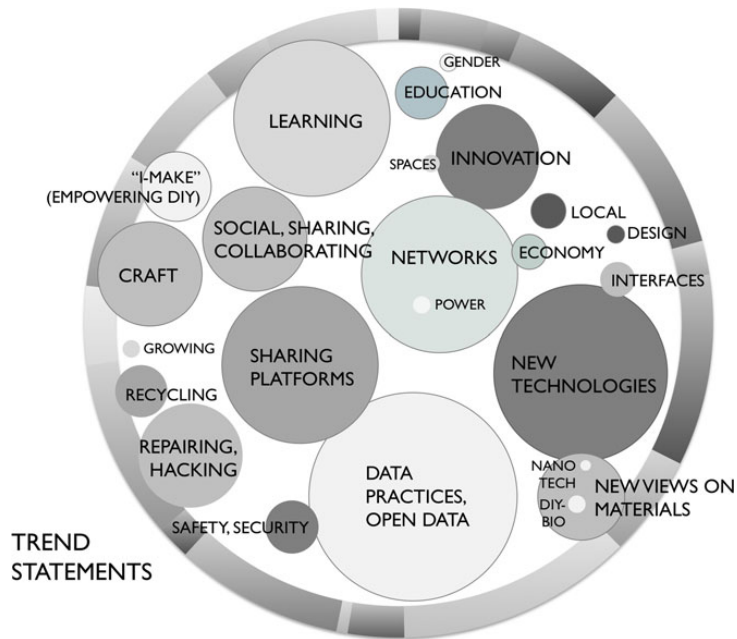 GENDER
EDUCATION
LEARNING
SPACES
INNOVATION
“I-MAKE”
(EMPOWERING DIY)
LOCAL
SOCIAL, SHARING,
COLLABORATING
DESIGN
NETWORKS
ECONOMY
CRAFT
INTERFACES
POWER
GROWING
SHARING
PLATFORMS
NEW
TECHNOLOGIES
RECYCLING
REPAIRING,
HACKING
NANO
TECH
DIY-
BIO
NEW VIEWS ON
MATERIALS
DATA
PRACTICES,
OPEN DATA
SAFETY, SECURITY
TREND
STATEMENTS